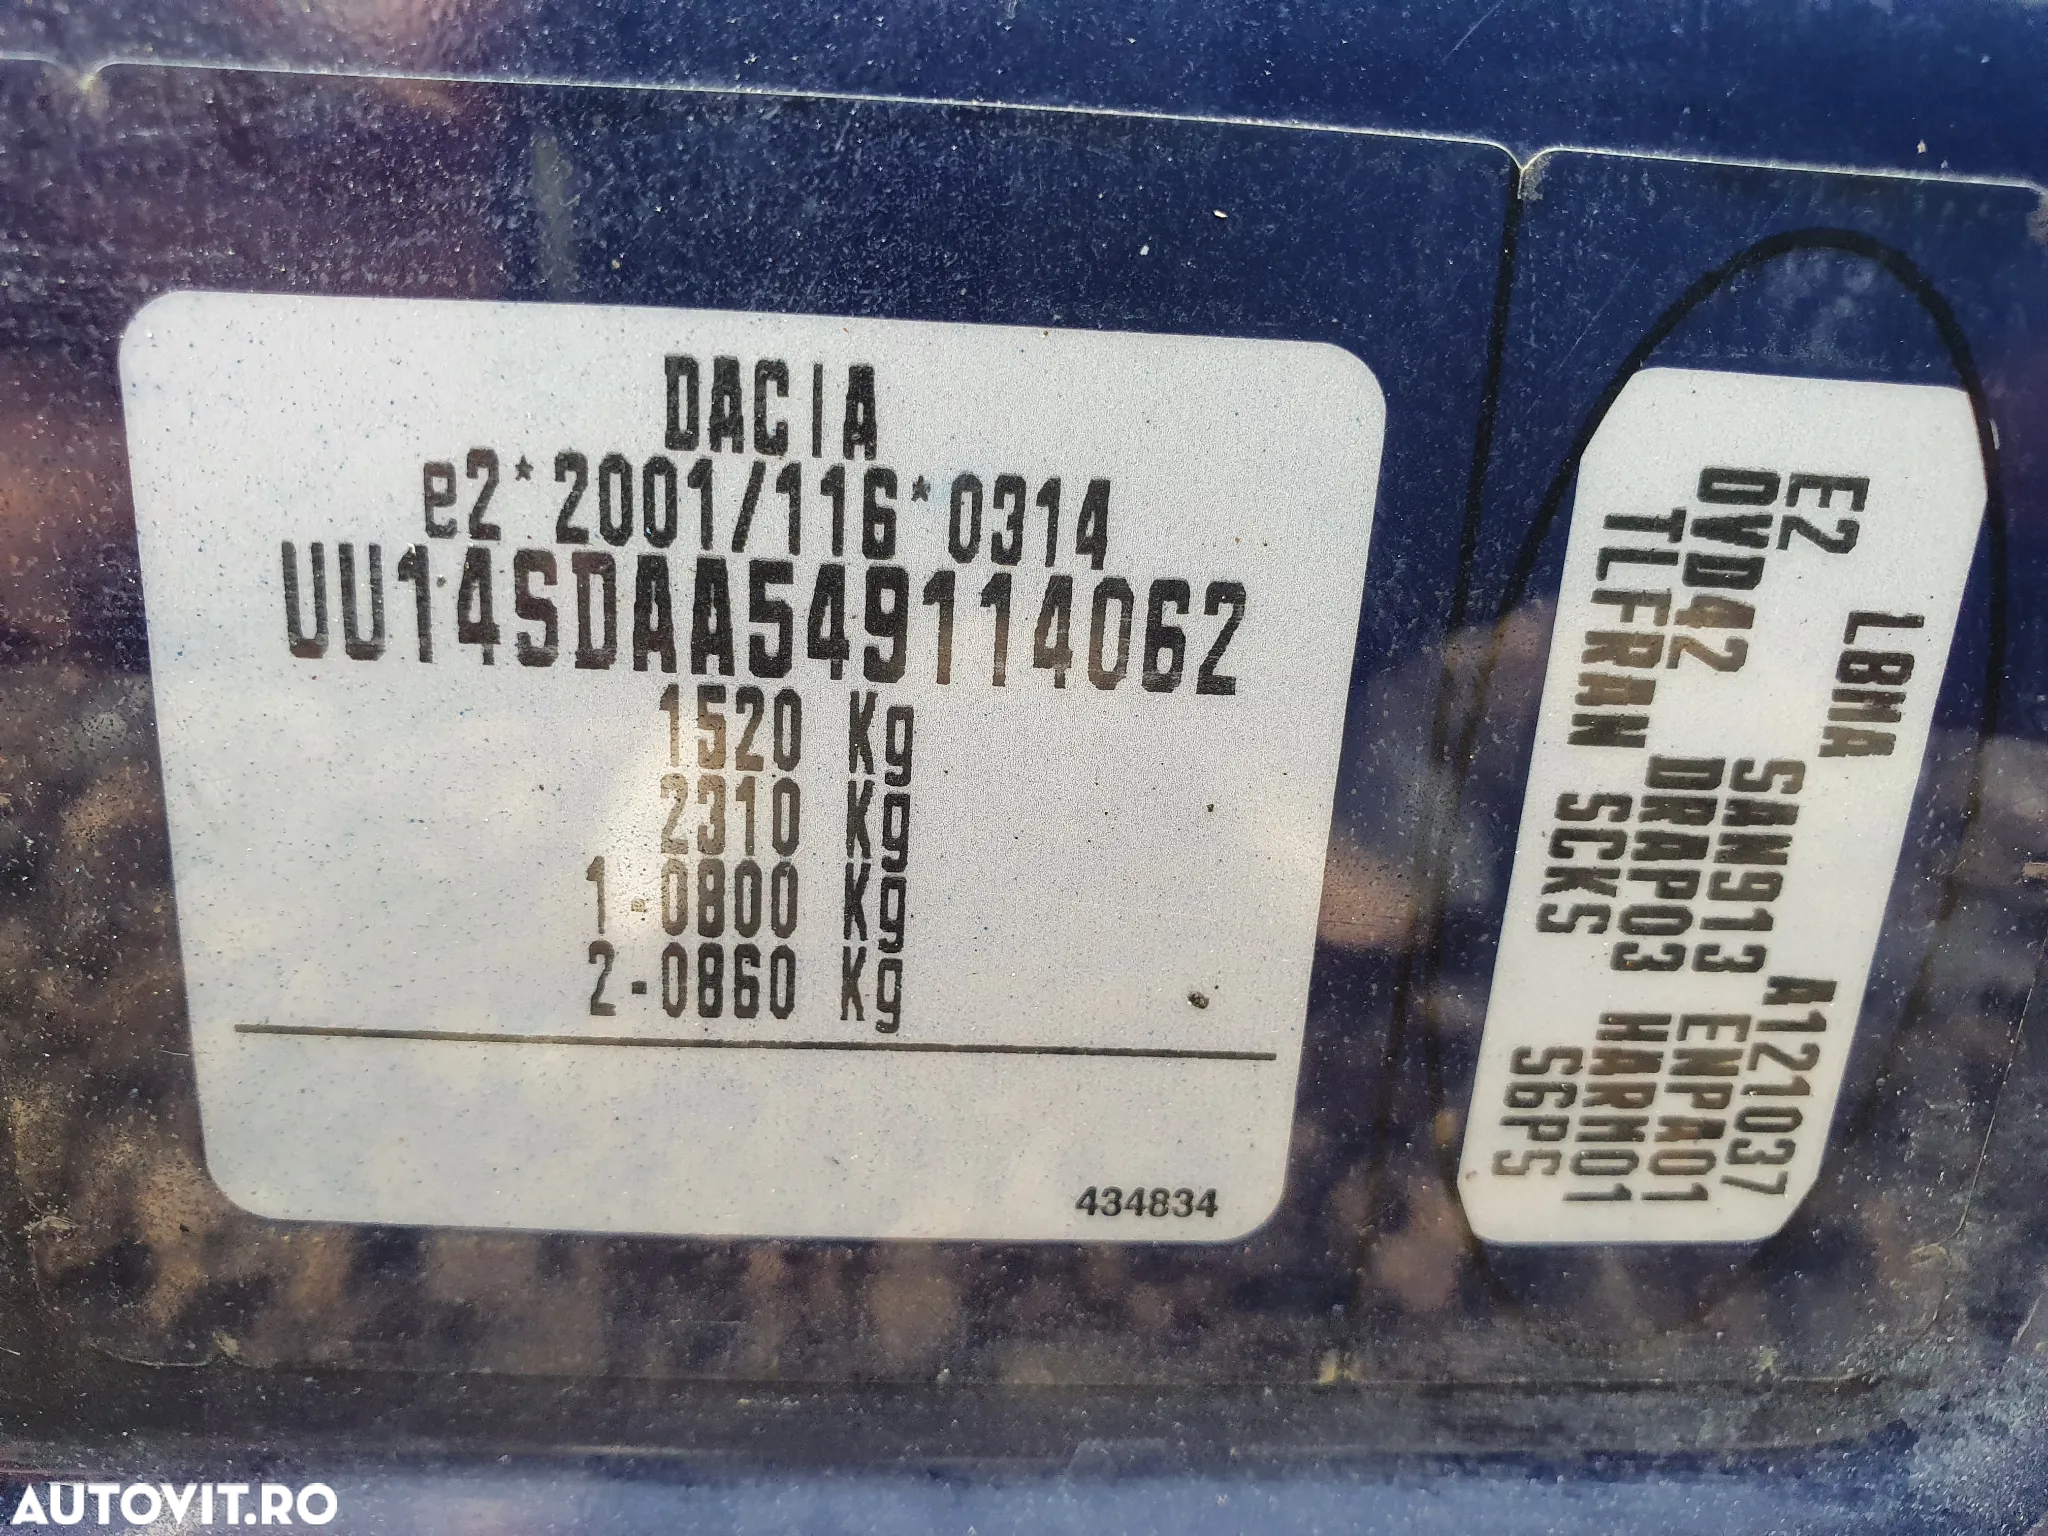 DACIA
e2*2001/116*0314
UU14SDAA549114062
1520 Kg
2310 Kg
1-0800 Kg
2-0860 Kg
434834
LBMA A121037
E2 SAN913 ENPA01
DVD42 DRAP03 HARM01
TLFRAN SCKS S6PS
AUTOVIT.RO